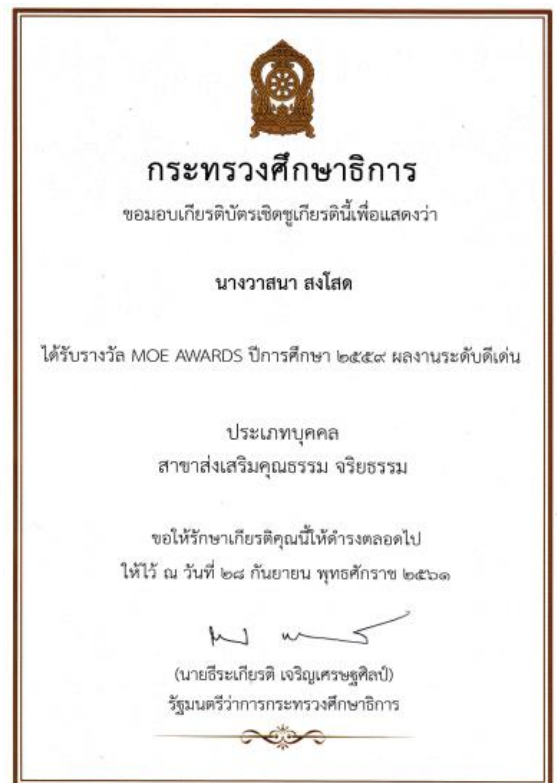 กระทรวงศึกษาธิการ
ขอมอบเกียรติบัตรเชิดชูเกียรตินี้เพื่อแสดงว่า
นางวาสนา สงโสด
ได้รับรางวัล MOE AWARDS ปีการศึกษา ๒๕๕๙ ผลงานระดับดีเด่น
ประเภทบุคคล
สาขาส่งเสริมคุณธรรม จริยธรรม
ขอให้รักษาเกียรติคุณนี้ให้ดำรงตลอดไป
ให้ไว้ ณ วันที่ ๒๘ กันยายน พุทธศักราช ๒๕๖๑
(นายธีระเกียรติ เจริญเศรษฐศิลป์)
รัฐมนตรีว่าการกระทรวงศึกษาธิการ